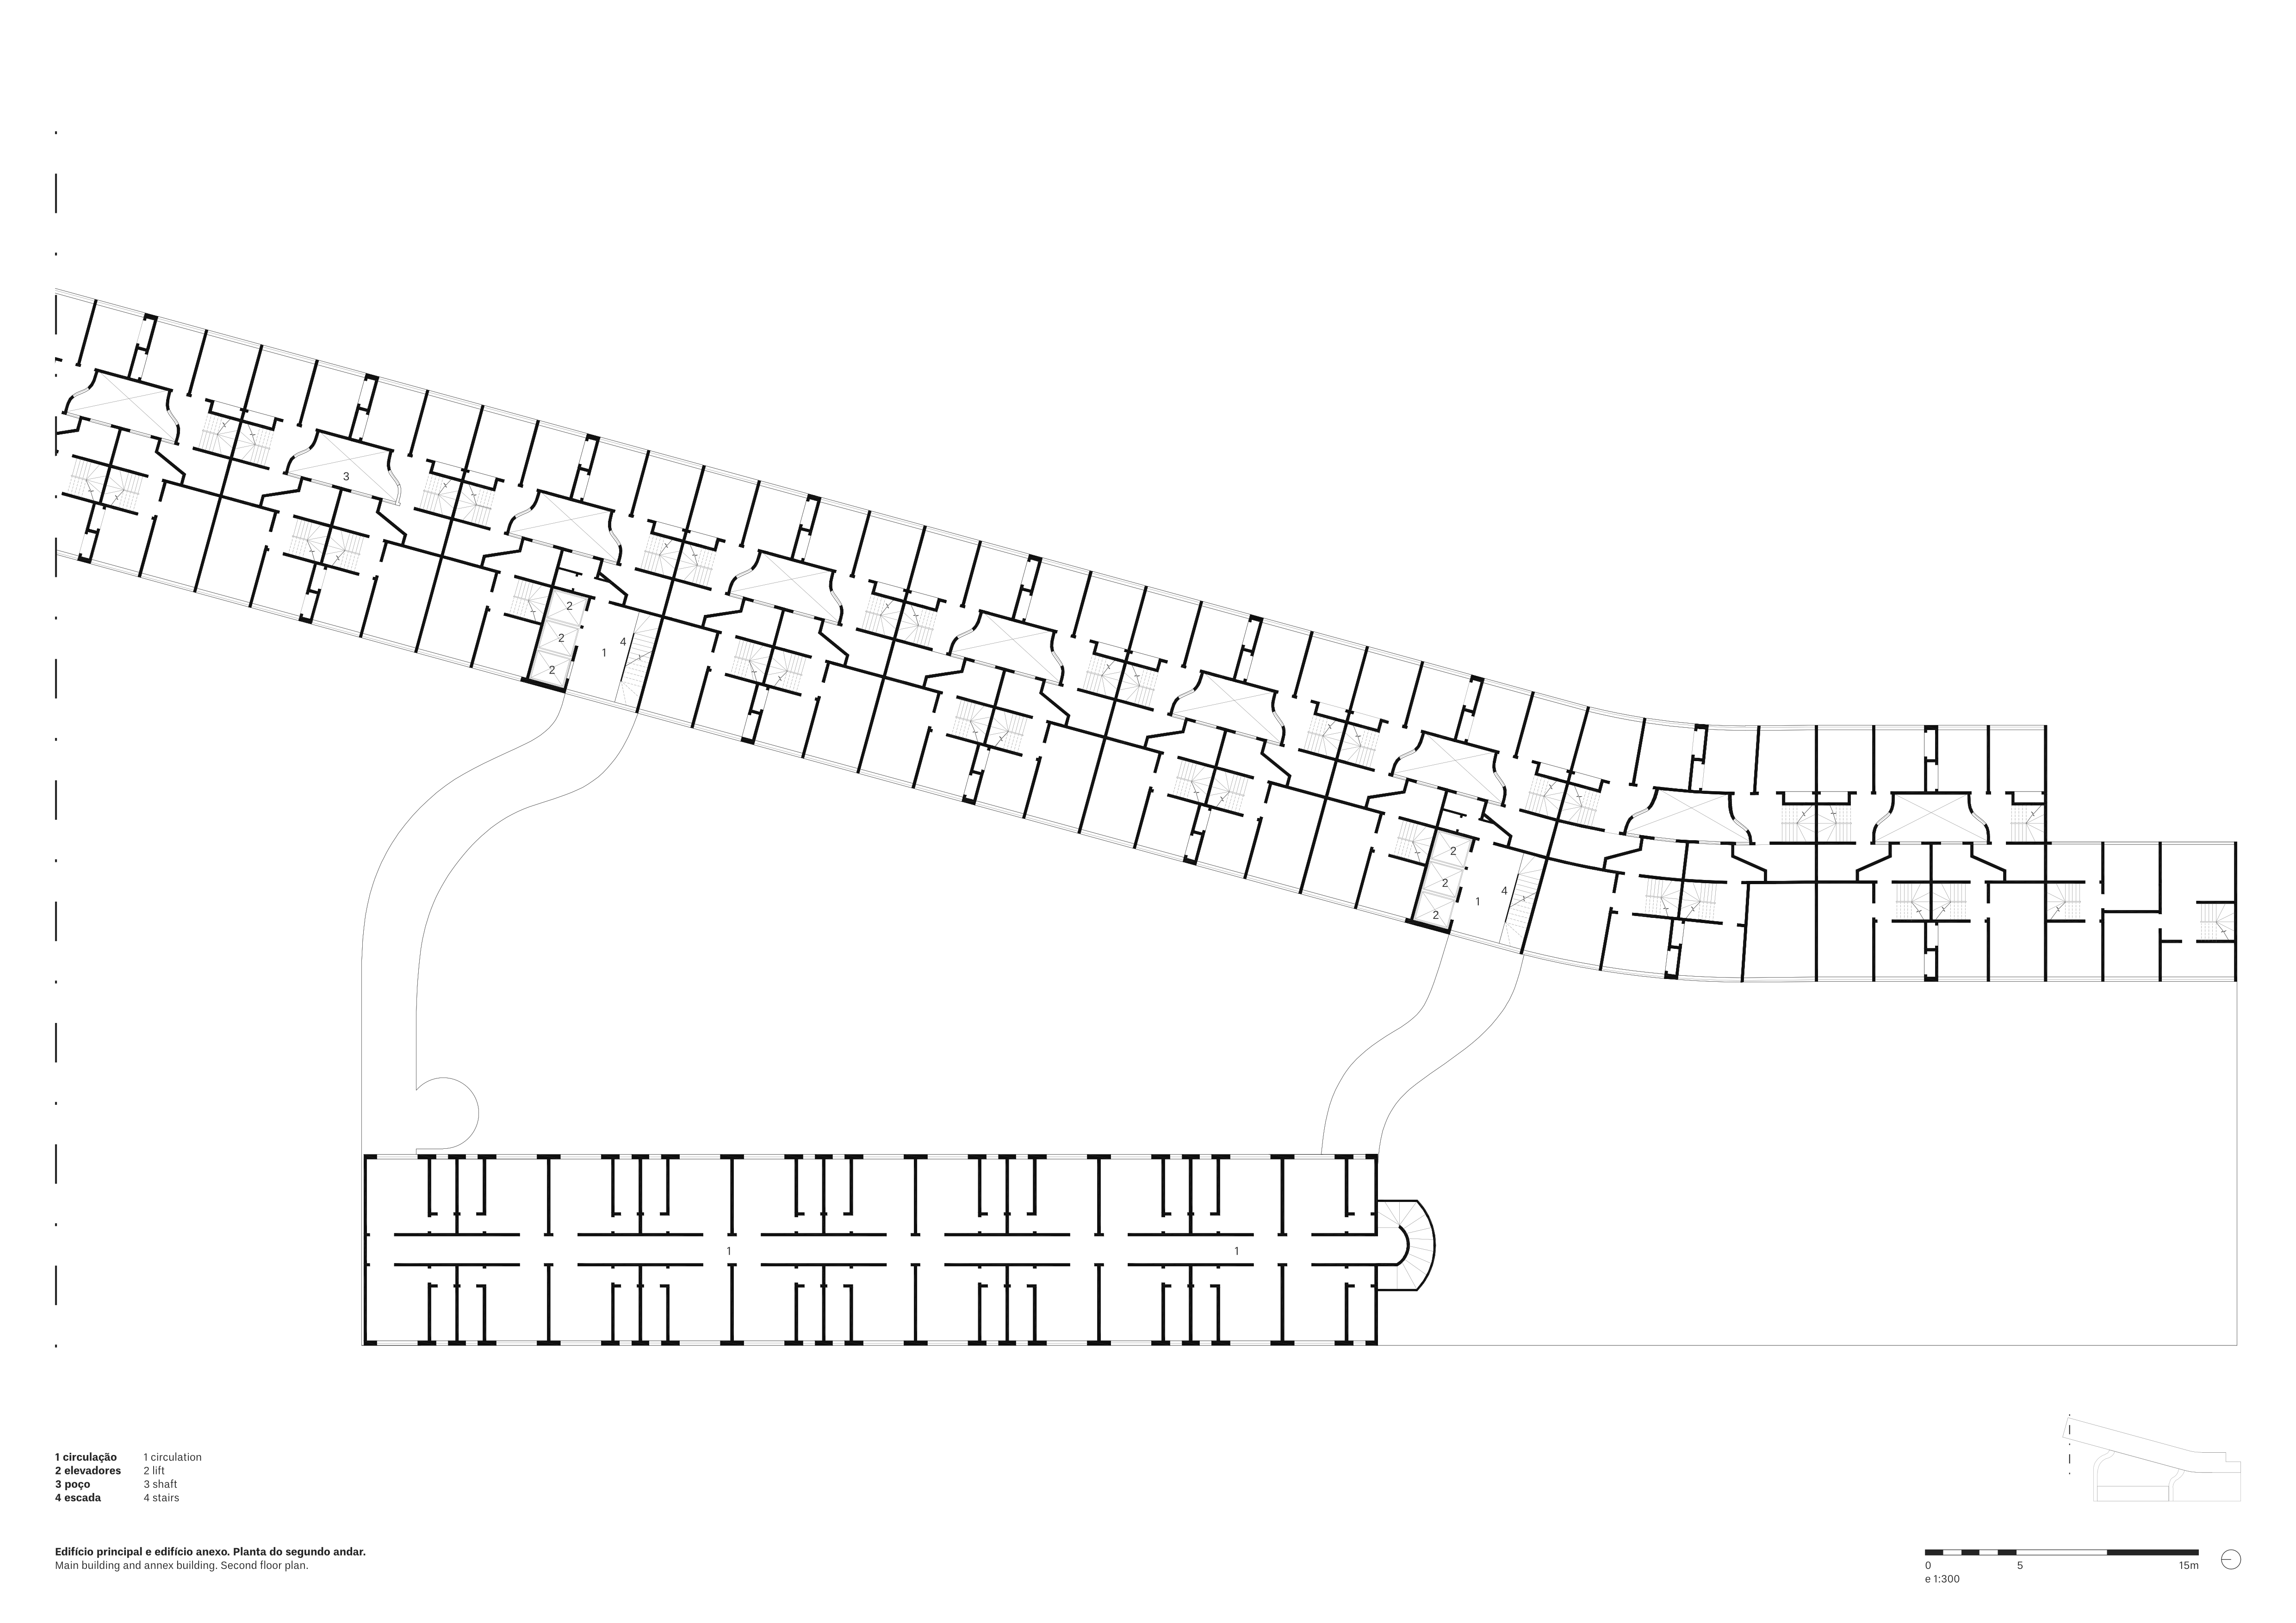 3
2
2
2
1
4
2
2
2
1
4
1
1
1 circulação 1 circulation
2 elevadores 2 lift
3 poço 3 shaft
4 escada 4 stairs
Edifício principal e edifício anexo. Planta do segundo andar.
Main building and annex building. Second floor plan.
0 5 15m
e 1:300